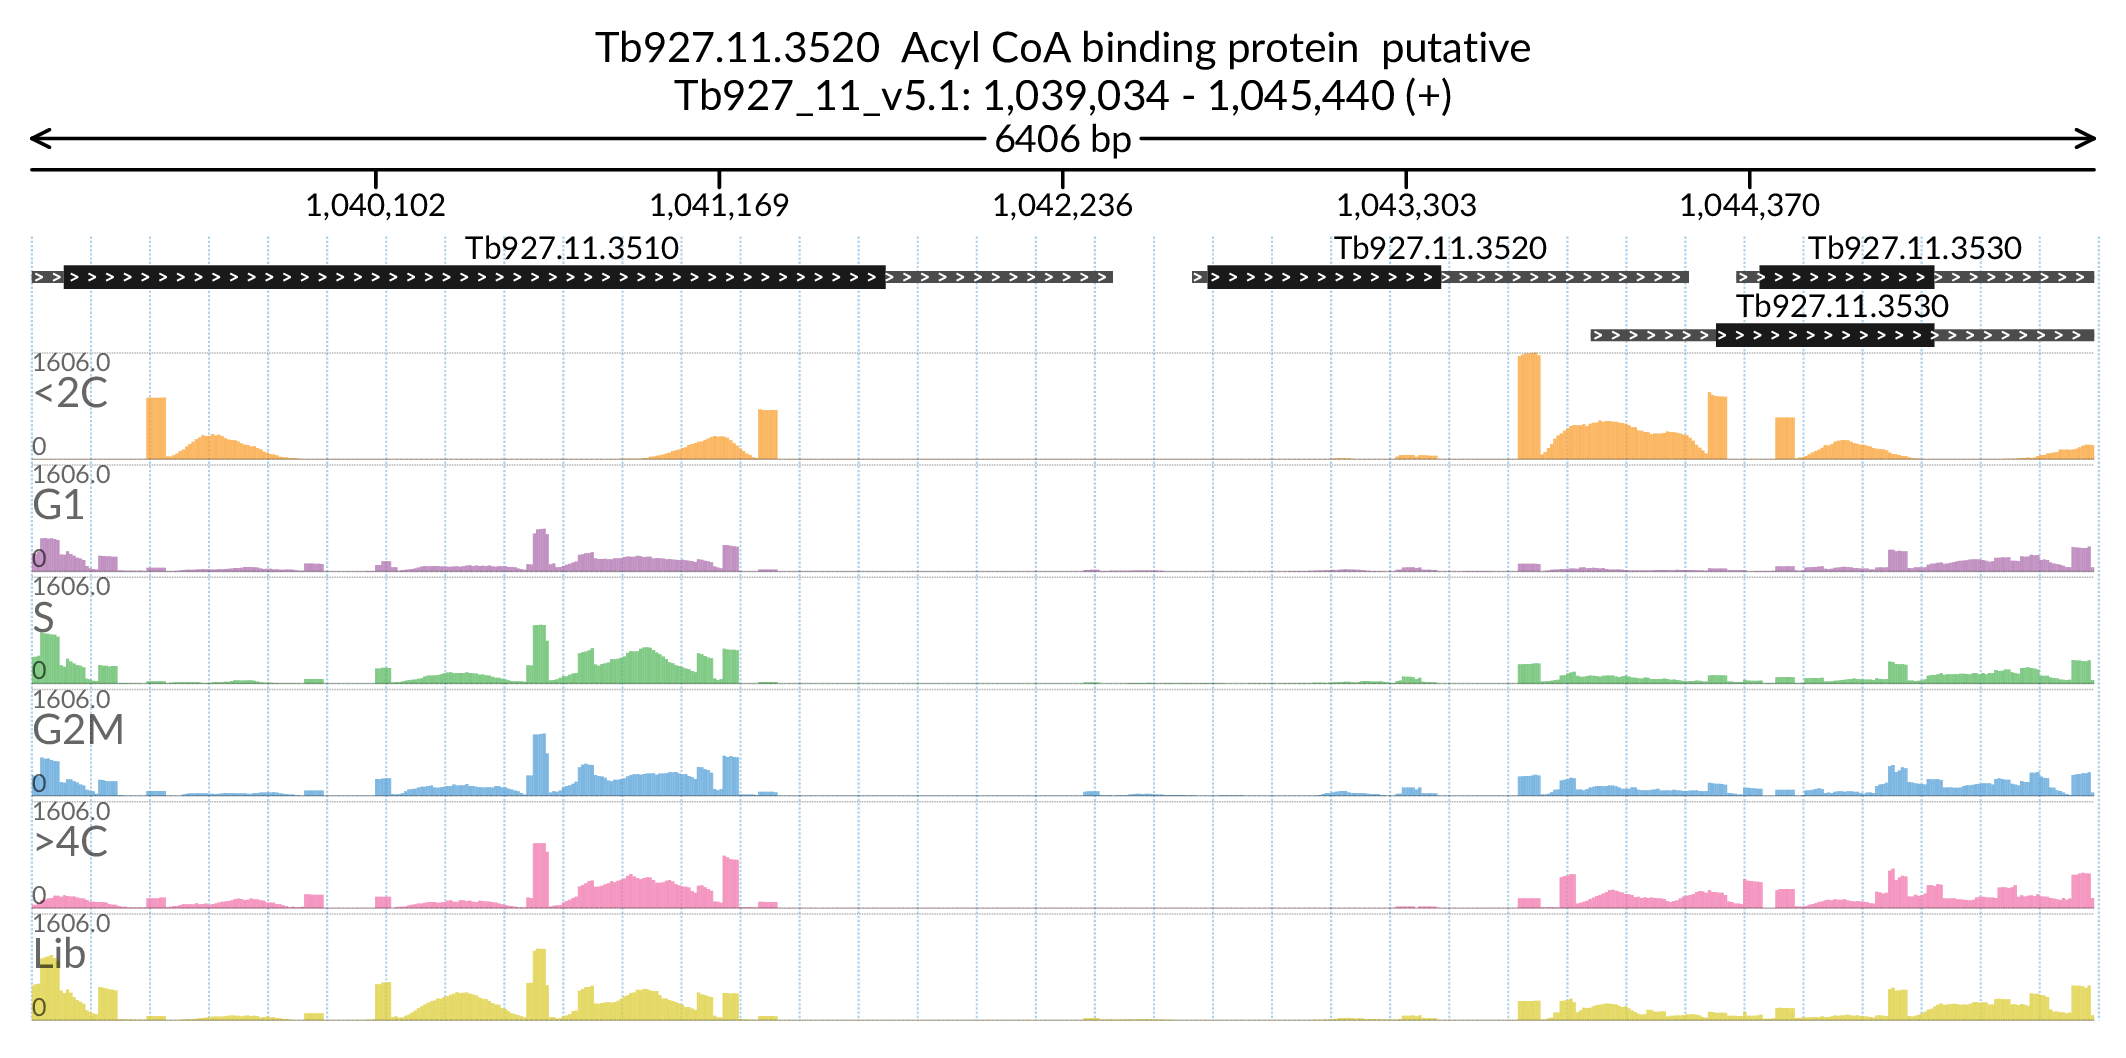 Tb927.11.3520  Acyl CoA binding protein  putative
Tb927_11_v5.1: 1,039,034 - 1,045,440 (+)
6406 bp
1,040,102 1,041,169 1,042,236 1,043,303 1,044,370
Tb927.11.3510 Tb927.11.3520 Tb927.11.3530
Tb927.11.3530
1606.0
<2C
0
1606.0
G1
0
1606.0
S
0
1606.0
G2M
0
1606.0
>4C
0
1606.0
Lib
0